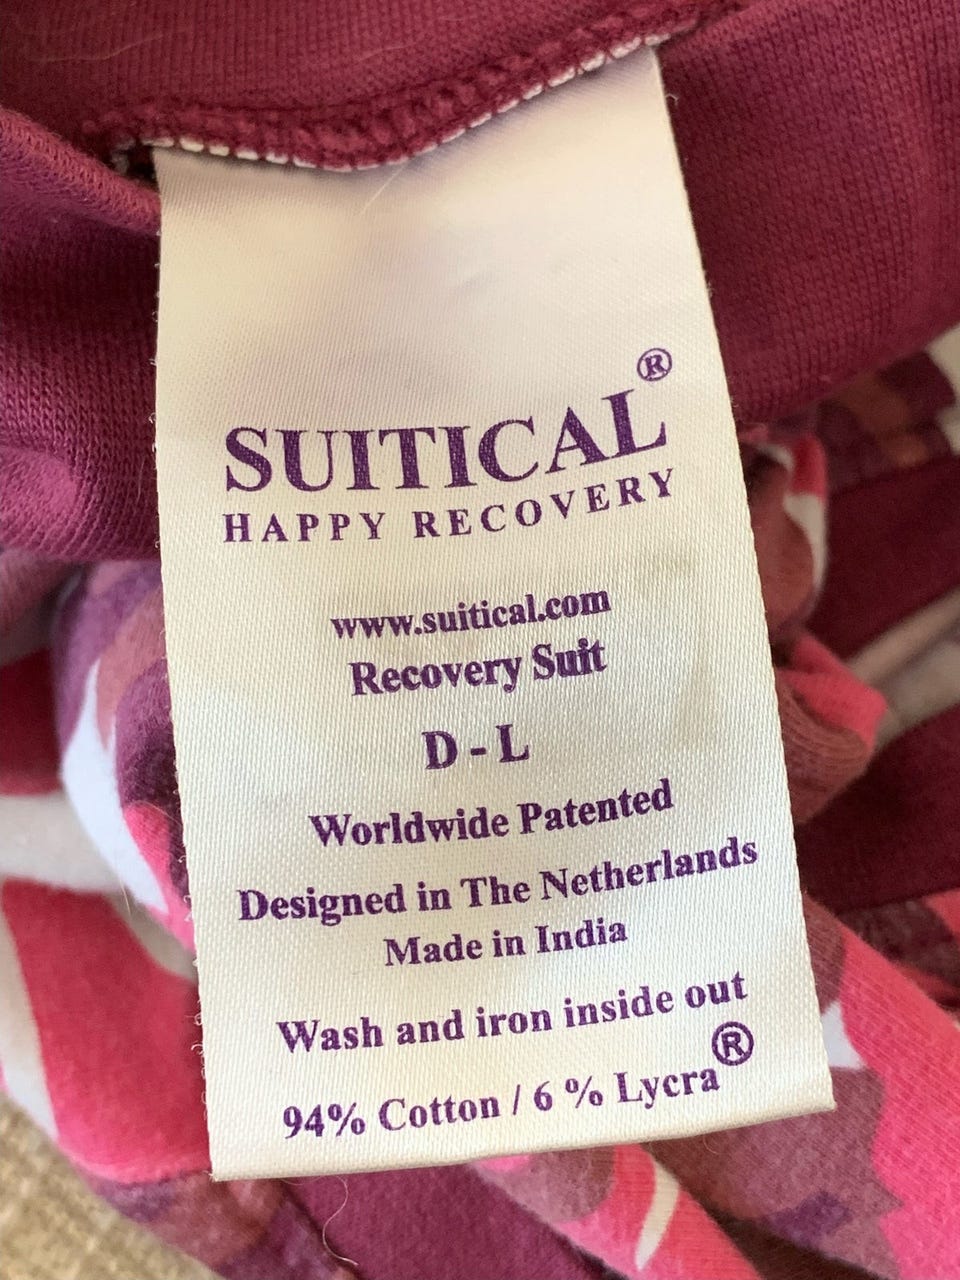 SUITICAL®
HAPPY RECOVERY
www.suitical.com
Recovery Suit
D - L
Worldwide Patented
Designed in The Netherlands
Made in India
Wash and iron inside out
94% Cotton / 6 % Lycra®